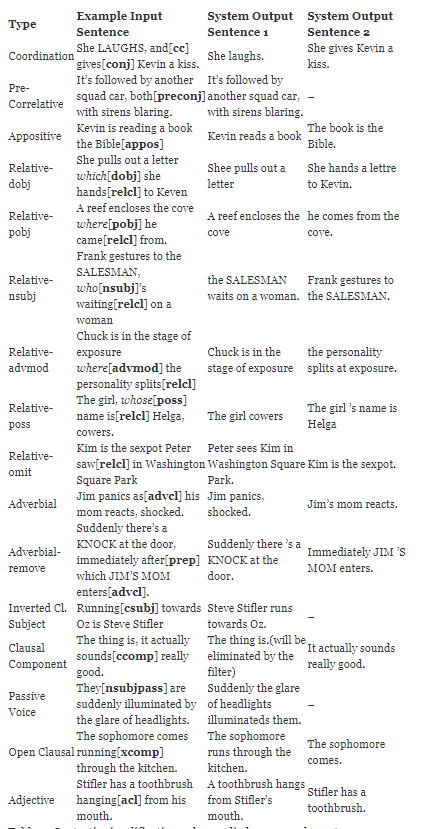 Type Example Input Sentence System Output Sentence 1 System Output Sentence 2
Coordination She LAUGHS, and[cc] gives[conj] Kevin a kiss. She laughs. She gives Kevin a kiss.
Pre-Correlative It's followed by another squad car, both[preconj] with sirens blaring. It's followed by another squad car, with sirens blaring. –
Appositive Kevin is reading a book the Bible[appos] Kevin reads a book The book is the Bible.
Relative-dobj She pulls out a letter which[dobj] she hands[relcl] to Keven Shee pulls out a letter She hands a lettre to Kevin.
Relative-pobj A reef encloses the cove where[pobj] he came[relcl] from. A reef encloses the cove he comes from the cove.
Relative-nsubj Frank gestures to the SALESMAN, who[nsubj]'s waiting[relcl] on a woman the SALESMAN waits on a woman. Frank gestures to the SALESMAN.
Relative-advmod Chuck is in the stage of exposure where[advmod] the personality splits[relcl] Chuck is in the stage of exposure the personality splits at exposure.
Relative-poss The girl, whose[poss] name is[relcl] Helga, cowers. The girl cowers The girl 's name is Helga
Relative-omit Kim is the sexpot Peter saw[relcl] in Washington Square Park Peter sees Kim in Washington Square Park. Kim is the sexpot.
Adverbial Jim panics as[advcl] his mom reacts, shocked. Jim panics, shocked. Jim's mom reacts.
Adverbial-remove Suddenly there's a KNOCK at the door, immediately after[prep] which JIM'S MOM enters[advcl]. Suddenly there 's a KNOCK at the door. Immediately JIM 'S MOM enters.
Inverted Cl. Subject Running[csubj] towards Oz is Steve Stifler Steve Stifler runs towards Oz. –
Clausal Component The thing is, it actually sounds[ccomp] really good. The thing is.(will be eliminated by the filter) It actually sounds really good.
Passive Voice They[nsubjpass] are suddenly illuminated by the glare of headlights. Suddenly the glare of headlights illuminateds them. –
Open Clausal The sophomore comes running[xcomp] through the kitchen. The sophomore runs through the kitchen. The sophomore comes.
Adjective Stifler has a toothbrush hanging[acl] from his mouth. A toothbrush hangs from Stifler's mouth. Stifler has a toothbrush.